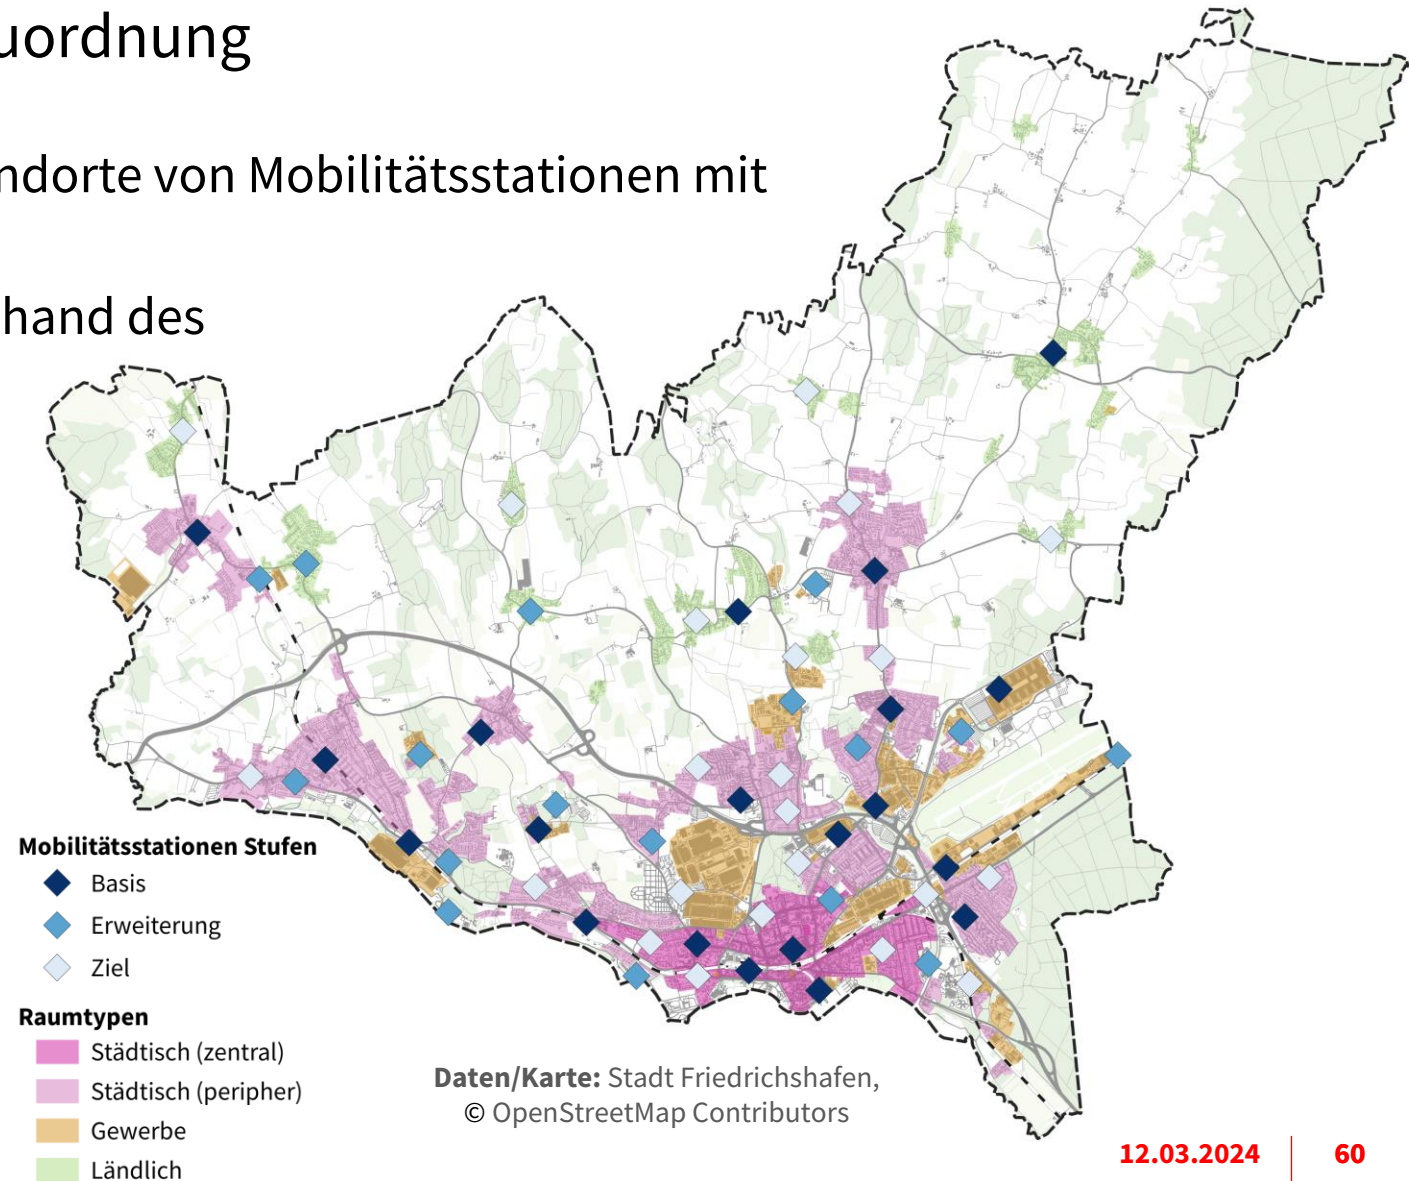 uordnung
ndorte von Mobilitätsstationen mit
hand des
Mobilitätsstationen Stufen
Basis
Erweiterung
Ziel
Raumtypen
Städtisch (zentral)
Städtisch (peripher)
Gewerbe
Ländlich
Daten/Karte: Stadt Friedrichshafen,
© OpenStreetMap Contributors
12.03.2024 60